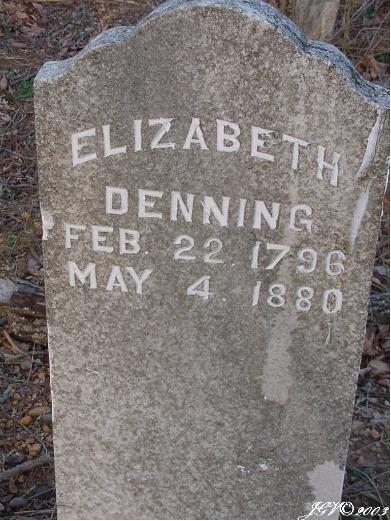 ELIZABETH
DENNING
FEB. 22. 1796
MAY 4. 1880
JGV©2003